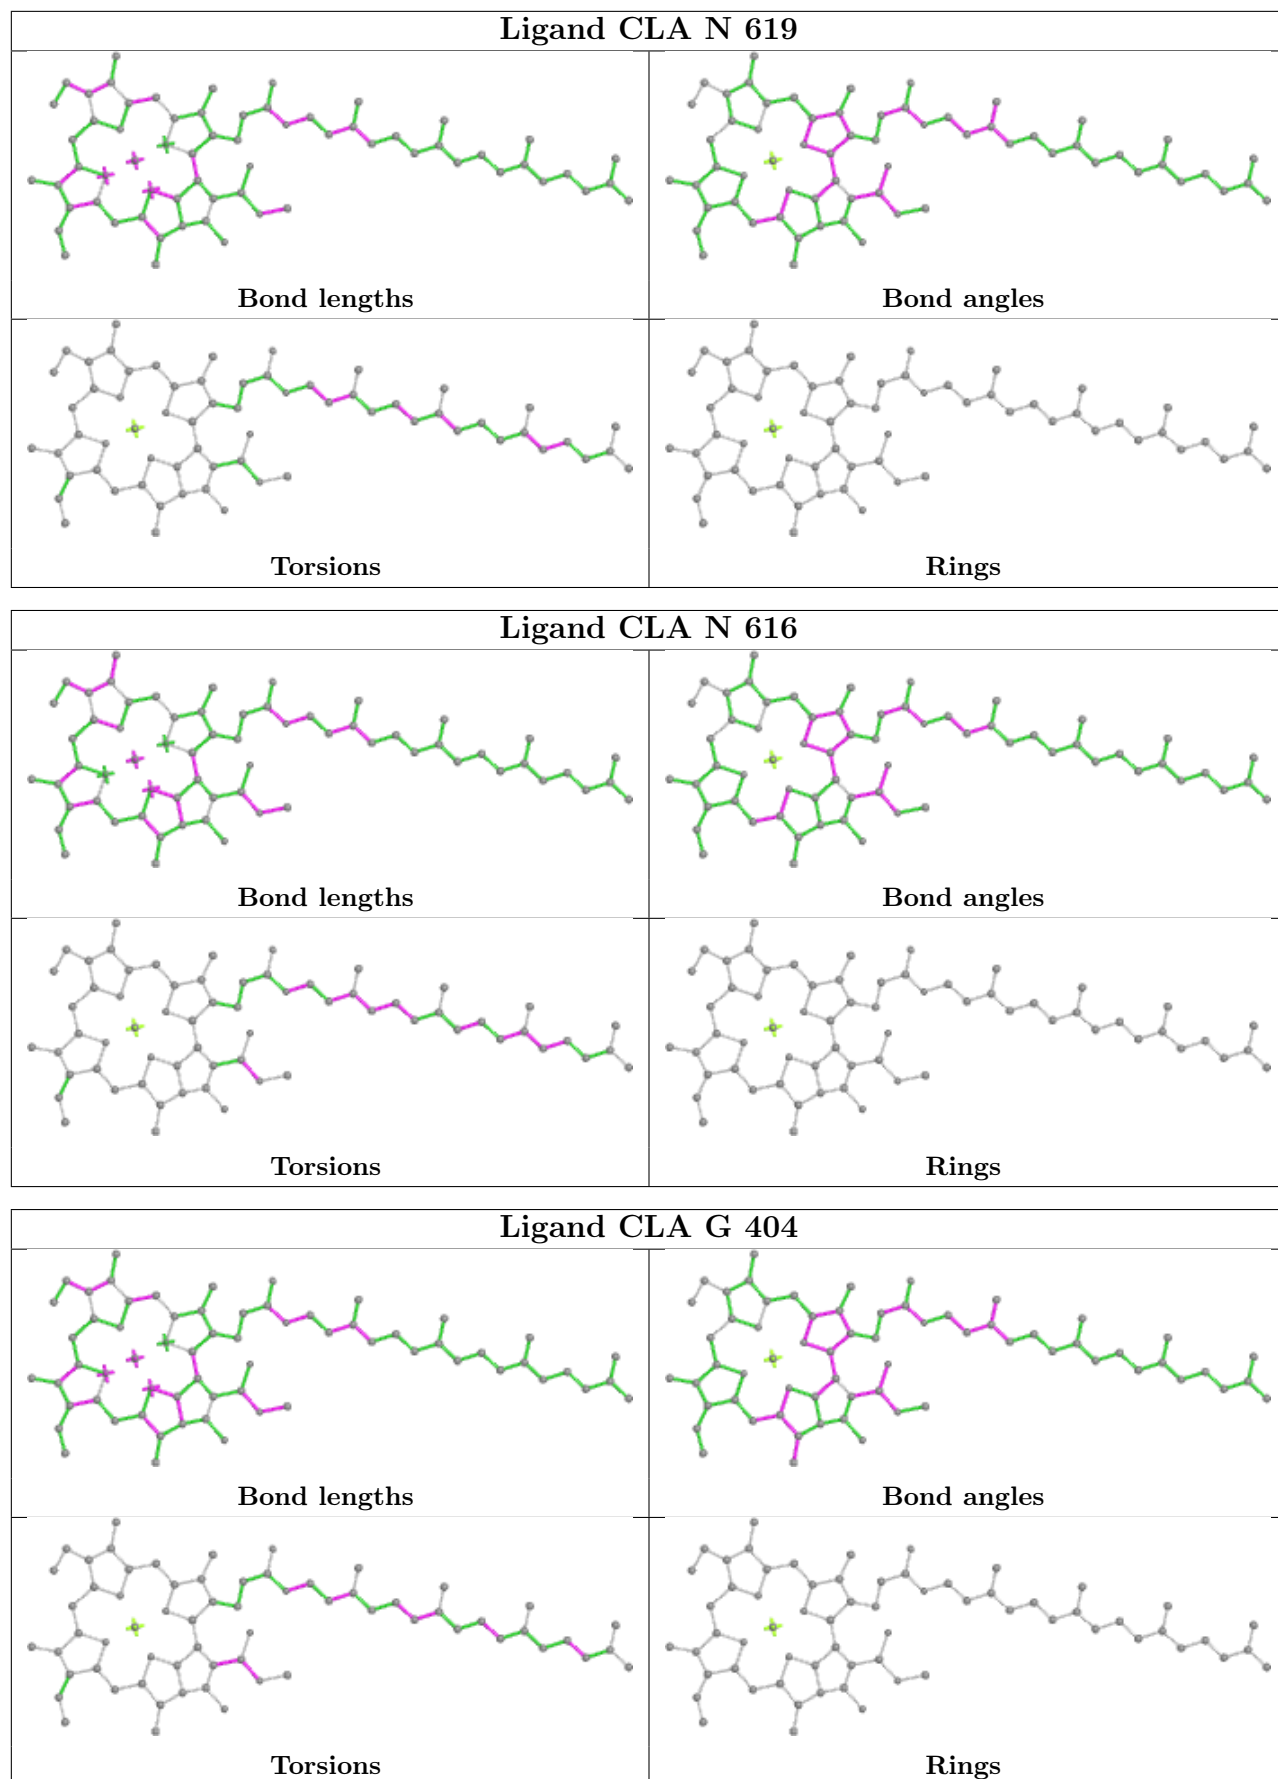 Ligand CLA N 619
Bond lengths
Bond angles
Torsions
Rings
Ligand CLA N 616
Bond lengths
Bond angles
Torsions
Rings
Ligand CLA G 404
Bond lengths
Bond angles
Torsions
Rings